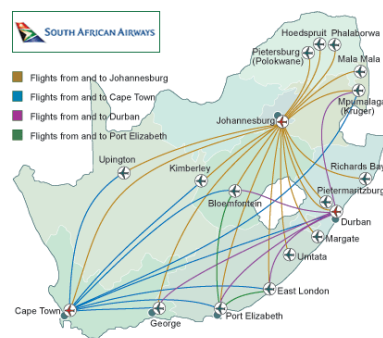 SOUTH AFRICAN AIRWAYS
Flights from and to Johannesburg
Flights from and to Cape Town
Flights from and to Durban
Flights from and to Port Elizabeth
Hoedspruit
Phalaborwa
Pietersburg
(Polokwane)
Mala Mala
Mpumalaga
(Kruger)
Johannesburg
Upington
Kimberley
Richards Bay
Bloemfontein
Pietermaritzburg
Durban
Margate
Umtata
East London
Cape Town
George
Port Elizabeth